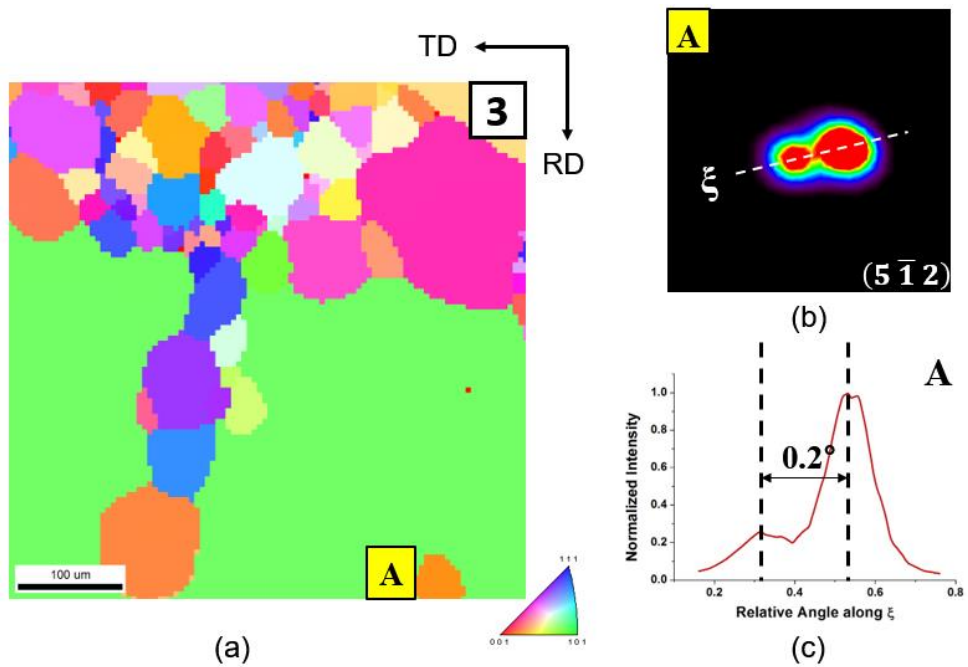 TD
RD
3
A
100 um
A
1 1 1
0 0 1
1 0 1
(a)
ξ
(5 1̅ 2)
(b)
A
0.2°
Normalized Intensity
1.0
0.8
0.6
0.4
0.2
0.0
0.2
0.4
0.6
0.8
Relative Angle along ξ
(c)